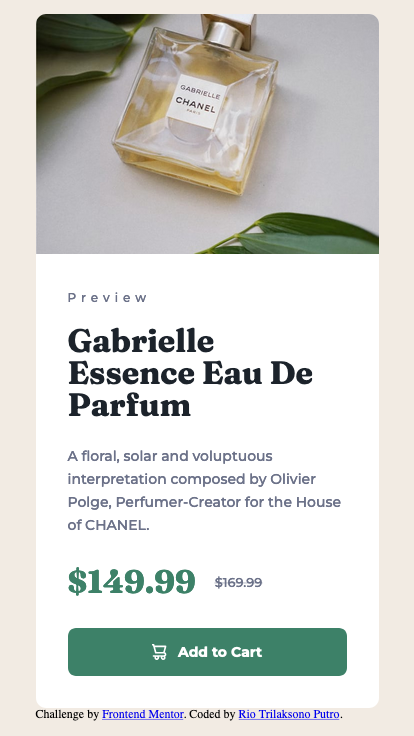 GABRIELLE
CHANEL
PARIS
Preview
Gabrielle
Essence Eau De
Parfum
A floral, solar and voluptuous
interpretation composed by Olivier
Polge, Perfumer-Creator for the House
of CHANEL.
$149.99 $169.99
Add to Cart
Challenge by Frontend Mentor. Coded by Rio Trilaksono Putro.